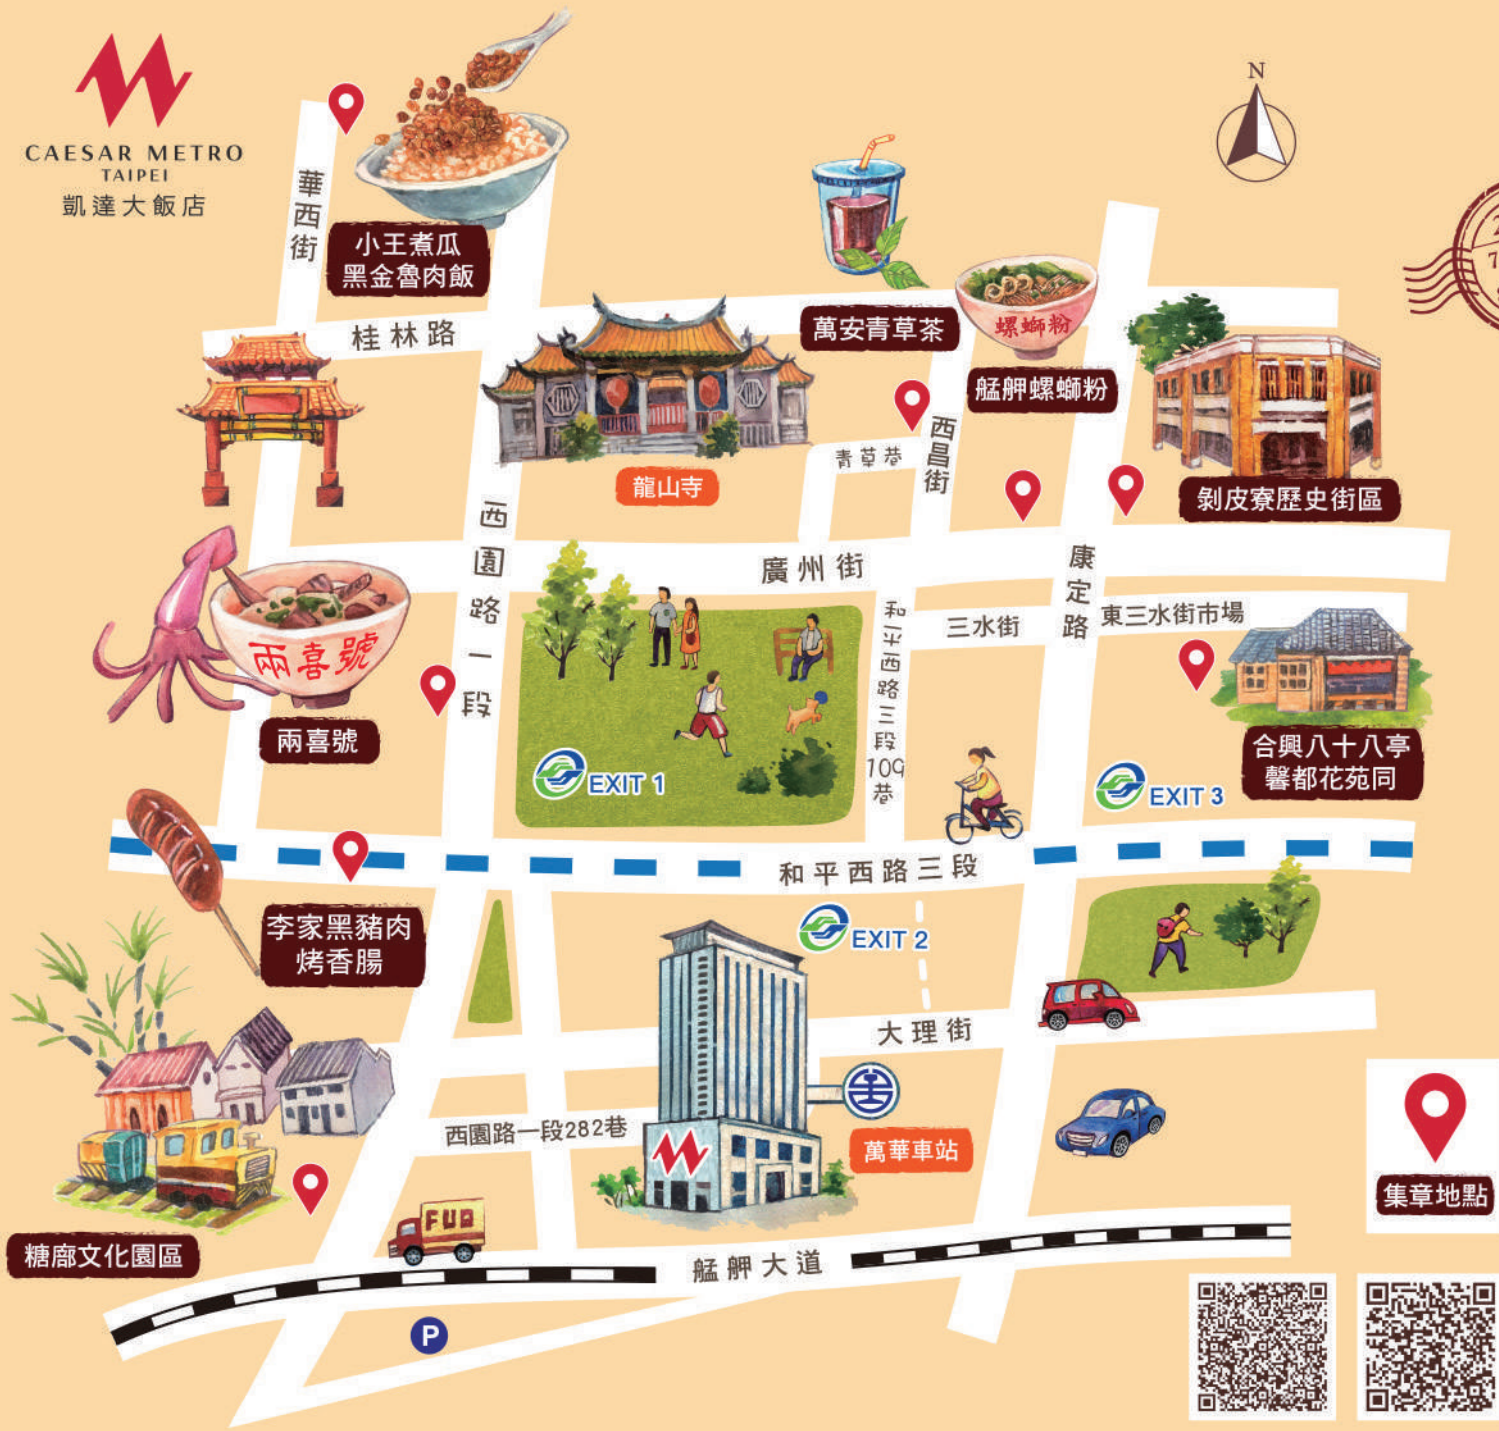 CAESAR METRO
TAIPEI
凱達大飯店
N
華西街
小王煮瓜
黑金魯肉飯
桂林路
萬安青草茶
螺螄粉
艋舺螺螄粉
龍山寺
青草巷
西昌街
剝皮寮歷史街區
西園路一段
廣州街
康定路
兩喜號
兩喜號
和平西路三段109巷
三水街
東三水街市場
合興八十八亭
馨都花苑同
EXIT 1
EXIT 3
和平西路三段
李家黑豬肉
烤香腸
EXIT 2
大理街
西園路一段282巷
萬華車站
集章地點
糖廍文化園區
艋舺大道
P